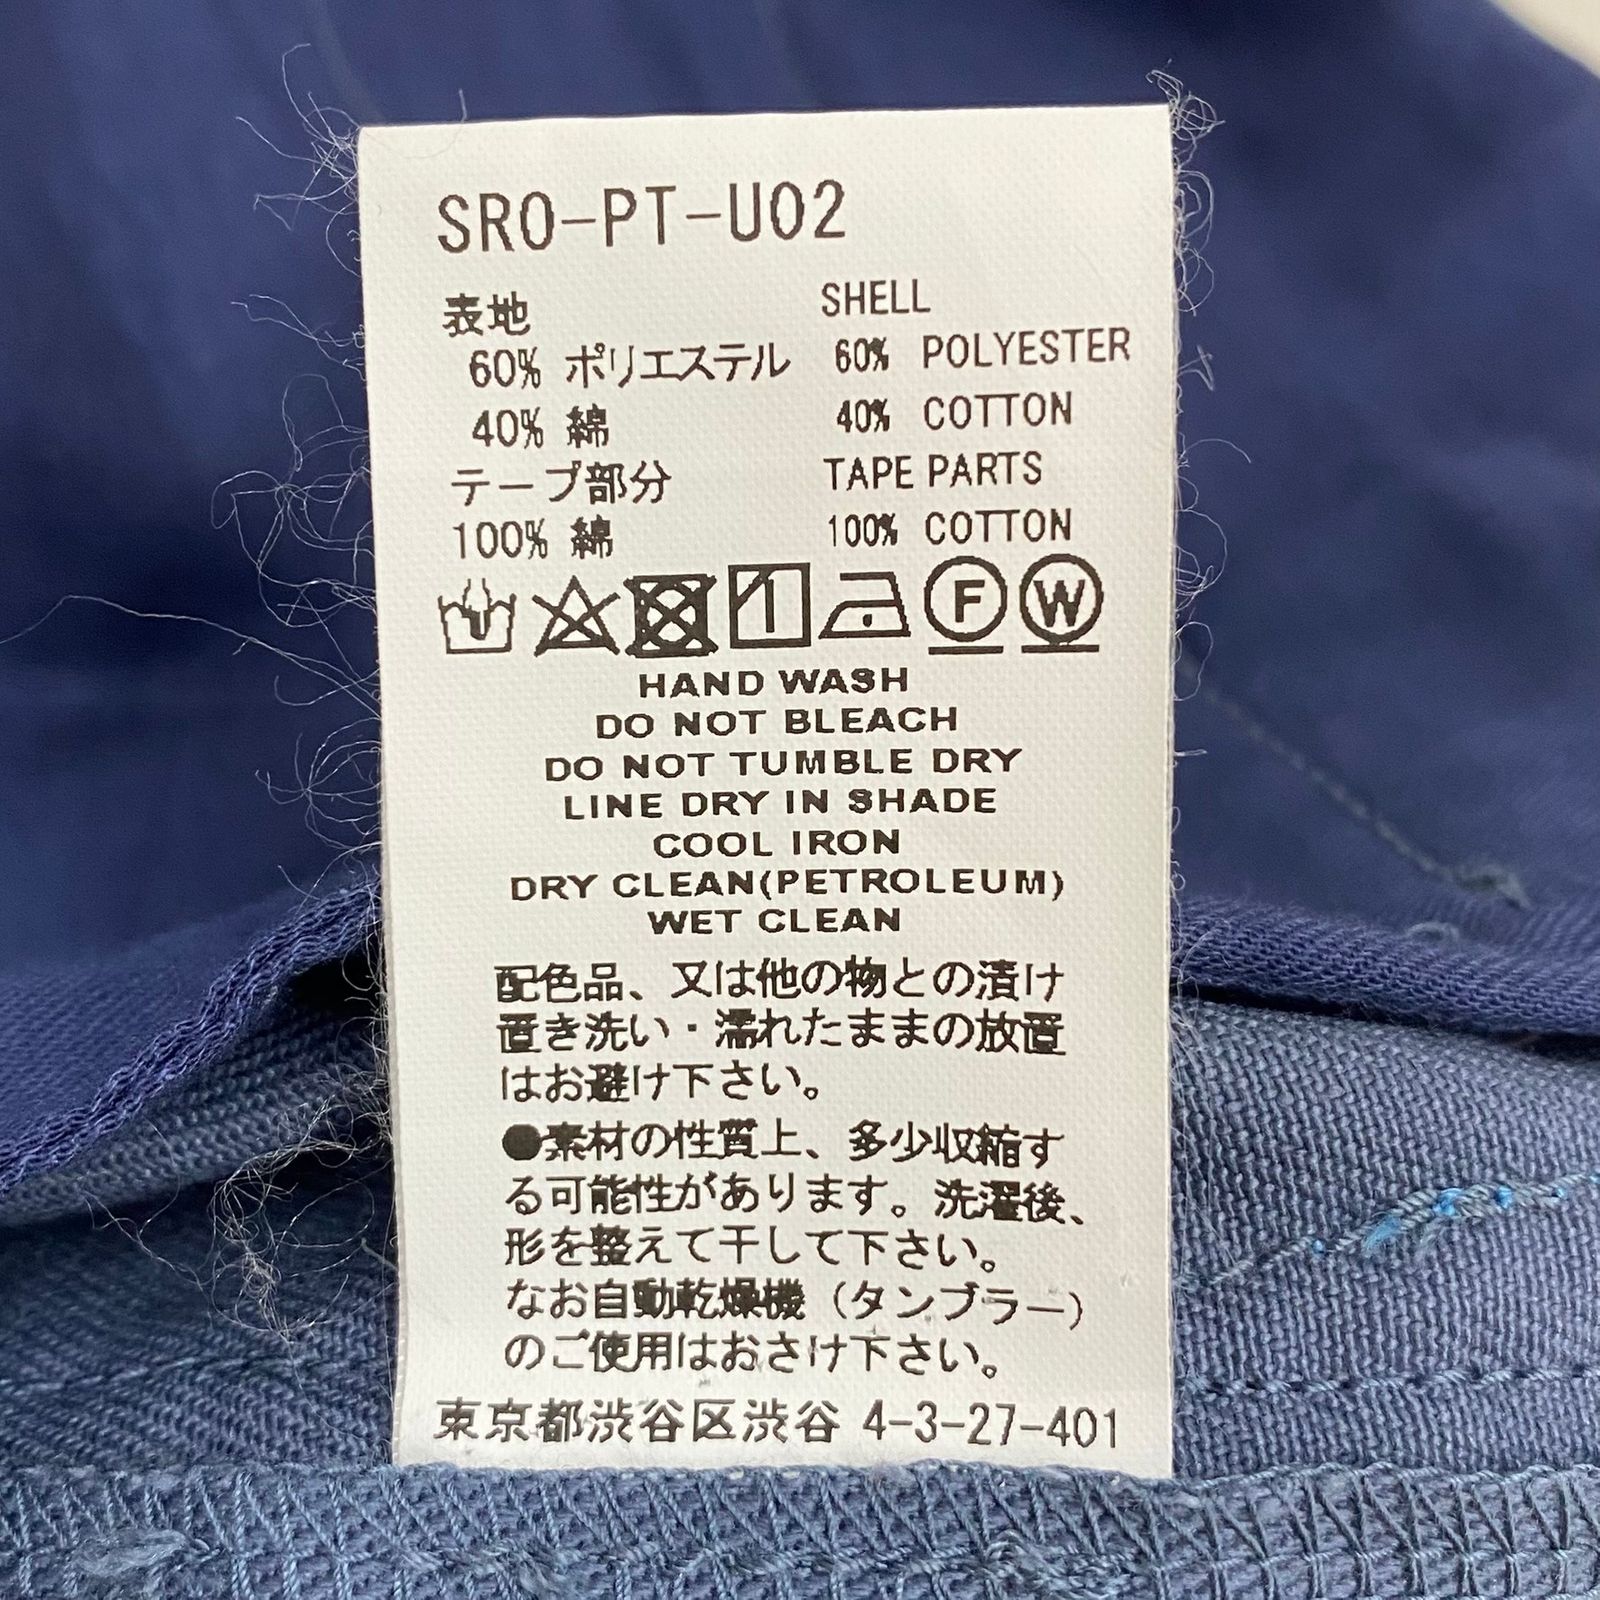 SRO-PT-U02
表地 SHELL
60% ポリエステル 60% POLYESTER
40% 綿 40% COTTON
テープ部分 TAPE PARTS
100% 綿 100% COTTON
F W
HAND WASH
DO NOT BLEACH
DO NOT TUMBLE DRY
LINE DRY IN SHADE
COOL IRON
DRY CLEAN(PETROLEUM)
WET CLEAN
配色品、又は他の物との漬け
置き洗い・濡れたままの放置
はお避け下さい。
●素材の性質上、多少収縮す
る可能性があります。洗濯後、
形を整えて干して下さい。
なお自動乾燥機（タンブラー）
のご使用はおさけ下さい。
東京都渋谷区渋谷 4-3-27-401